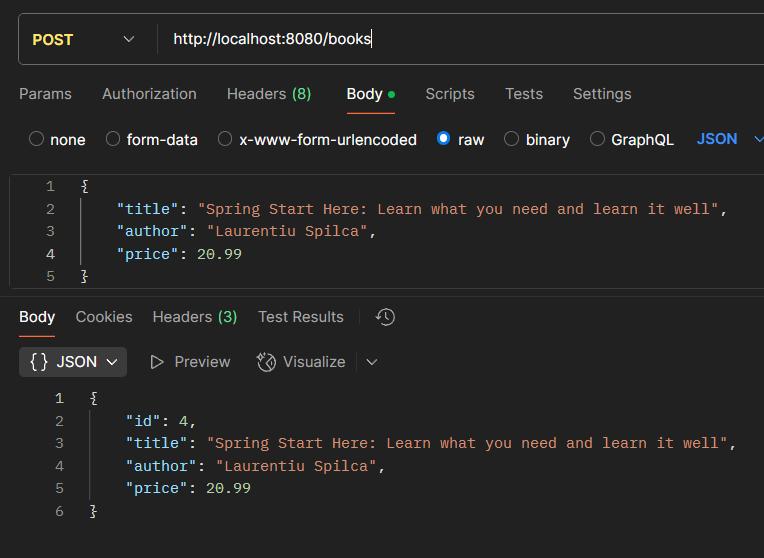 POST http://localhost:8080/books
Params Authorization Headers (8) Body Scripts Tests Settings
none form-data x-www-form-urlencoded raw binary GraphQL JSON
1 {
2 "title": "Spring Start Here: Learn what you need and learn it well",
3 "author": "Laurentiu Spilca",
4 "price": 20.99
5 }
Body Cookies Headers (3) Test Results
{} JSON Preview Visualize
1 {
2 "id": 4,
3 "title": "Spring Start Here: Learn what you need and learn it well",
4 "author": "Laurentiu Spilca",
5 "price": 20.99
6 }